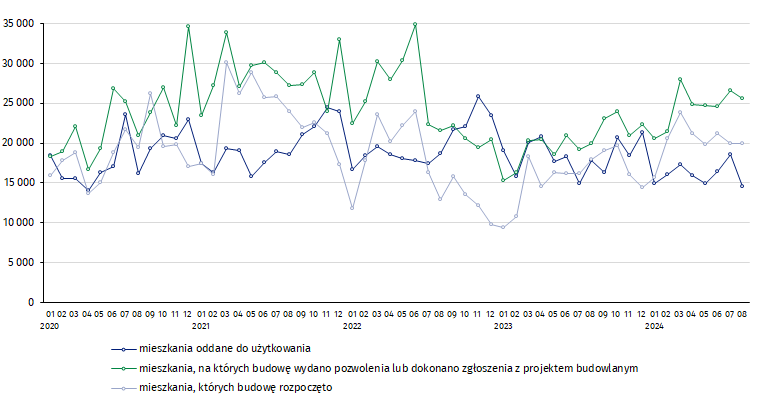 35 000
30 000
25 000
20 000
15 000
10 000
5 000
0
01 02 03 04 05 06 07 08 09 10 11 12 01 02 03 04 05 06 07 08 09 10 11 12 01 02 03 04 05 06 07 08 09 10 11 12 01 02 03 04 05 06 07 08 09 10 11 12 01 02 03 04 05 06 07 08
2020 2021 2022 2023 2024
mieszkania oddane do użytkowania
mieszkania, na których budowę wydano pozwolenia lub dokonano zgłoszenia z projektem budowlanym
mieszkania, których budowę rozpoczęto